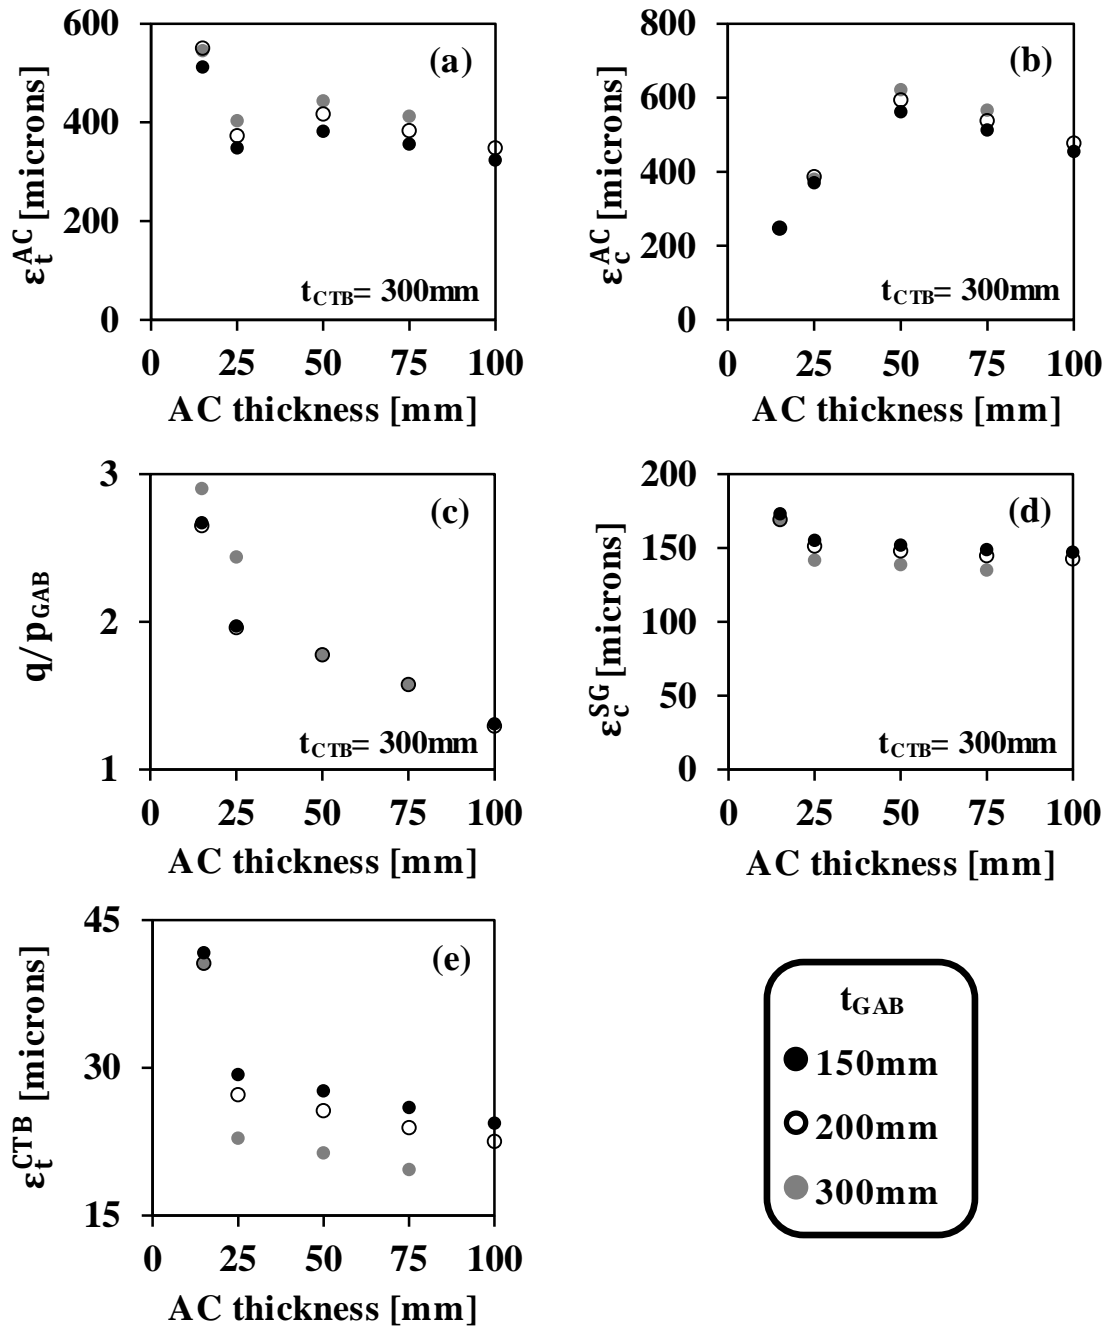 600
400
200
0
ε_t^AC [microns]
(a)
t_CTB= 300mm
0 25 50 75 100
AC thickness [mm]
800
600
400
200
0
ε_c^AC [microns]
(b)
t_CTB= 300mm
0 25 50 75 100
AC thickness [mm]
3
2
1
q/p_GAB
(c)
t_CTB= 300mm
0 25 50 75 100
AC thickness [mm]
200
150
100
50
0
ε_c^SG [microns]
(d)
t_CTB= 300mm
0 25 50 75 100
AC thickness [mm]
45
30
15
ε_t^CTB [microns]
(e)
0 25 50 75 100
AC thickness [mm]
t_GAB
150mm
200mm
300mm